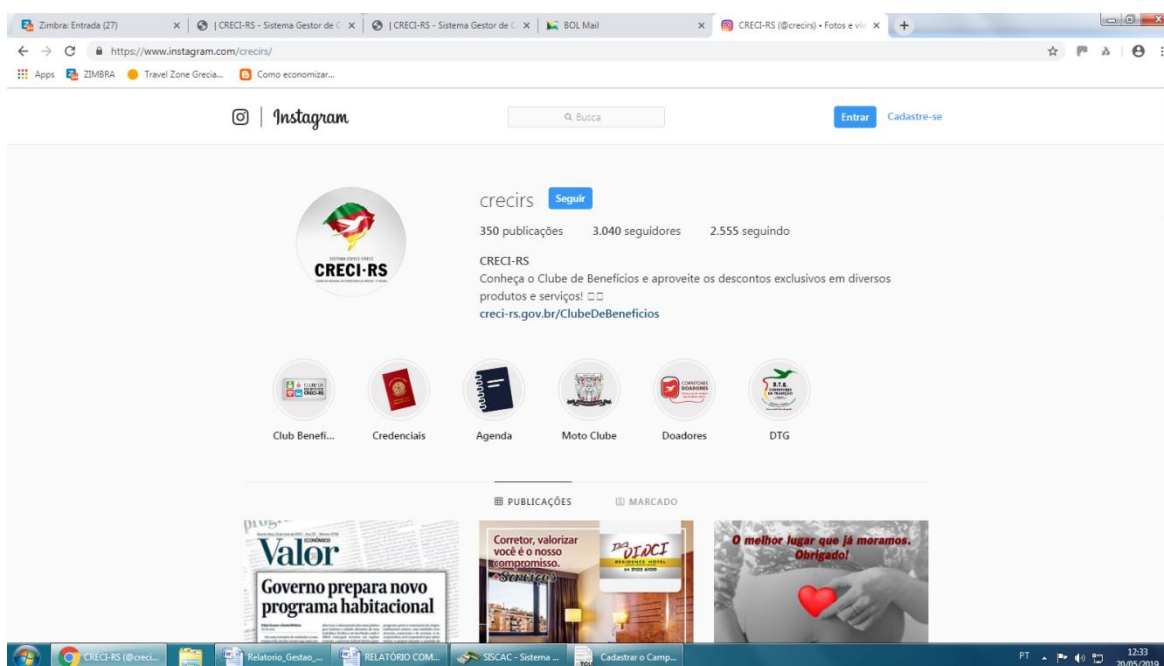 Zimbra: Entrada (27)
| CRECI-RS - Sistema Gestor de C
| CRECI-RS - Sistema Gestor de C
BOL Mail
CRECI-RS (@crecirs) • Fotos e víd
https://www.instagram.com/crecirs/
Apps ZIMBRA Travel Zone Grecia... Como economizar...
Instagram
Busca
Entrar Cadastre-se
crecirs Seguir
350 publicações 3.040 seguidores 2.555 seguindo
CRECI-RS
CRECI-RS
Conheça o Clube de Benefícios e aproveite os descontos exclusivos em diversos
produtos e serviços!
creci-rs.gov.br/ClubeDeBeneficios
Club Benefí... Credenciais Agenda Moto Clube Doadores DTG
PUBLICAÇÕES MARCADO
Valor
ECONÔMICO
Governo prepara novo
programa habitacional
Corretor, valorizar
você é o nosso
compromisso.
+Serviços
DA VINCI
RESIDENCE HOTEL
O melhor lugar que já moramos.
Obrigado!
CRECI-RS (@creci... Relatorio_Gestao_... RELATÓRIO COM... SISCAC - Sistema ... Cadastrar o Camp...
PT 12:33
20/05/2019